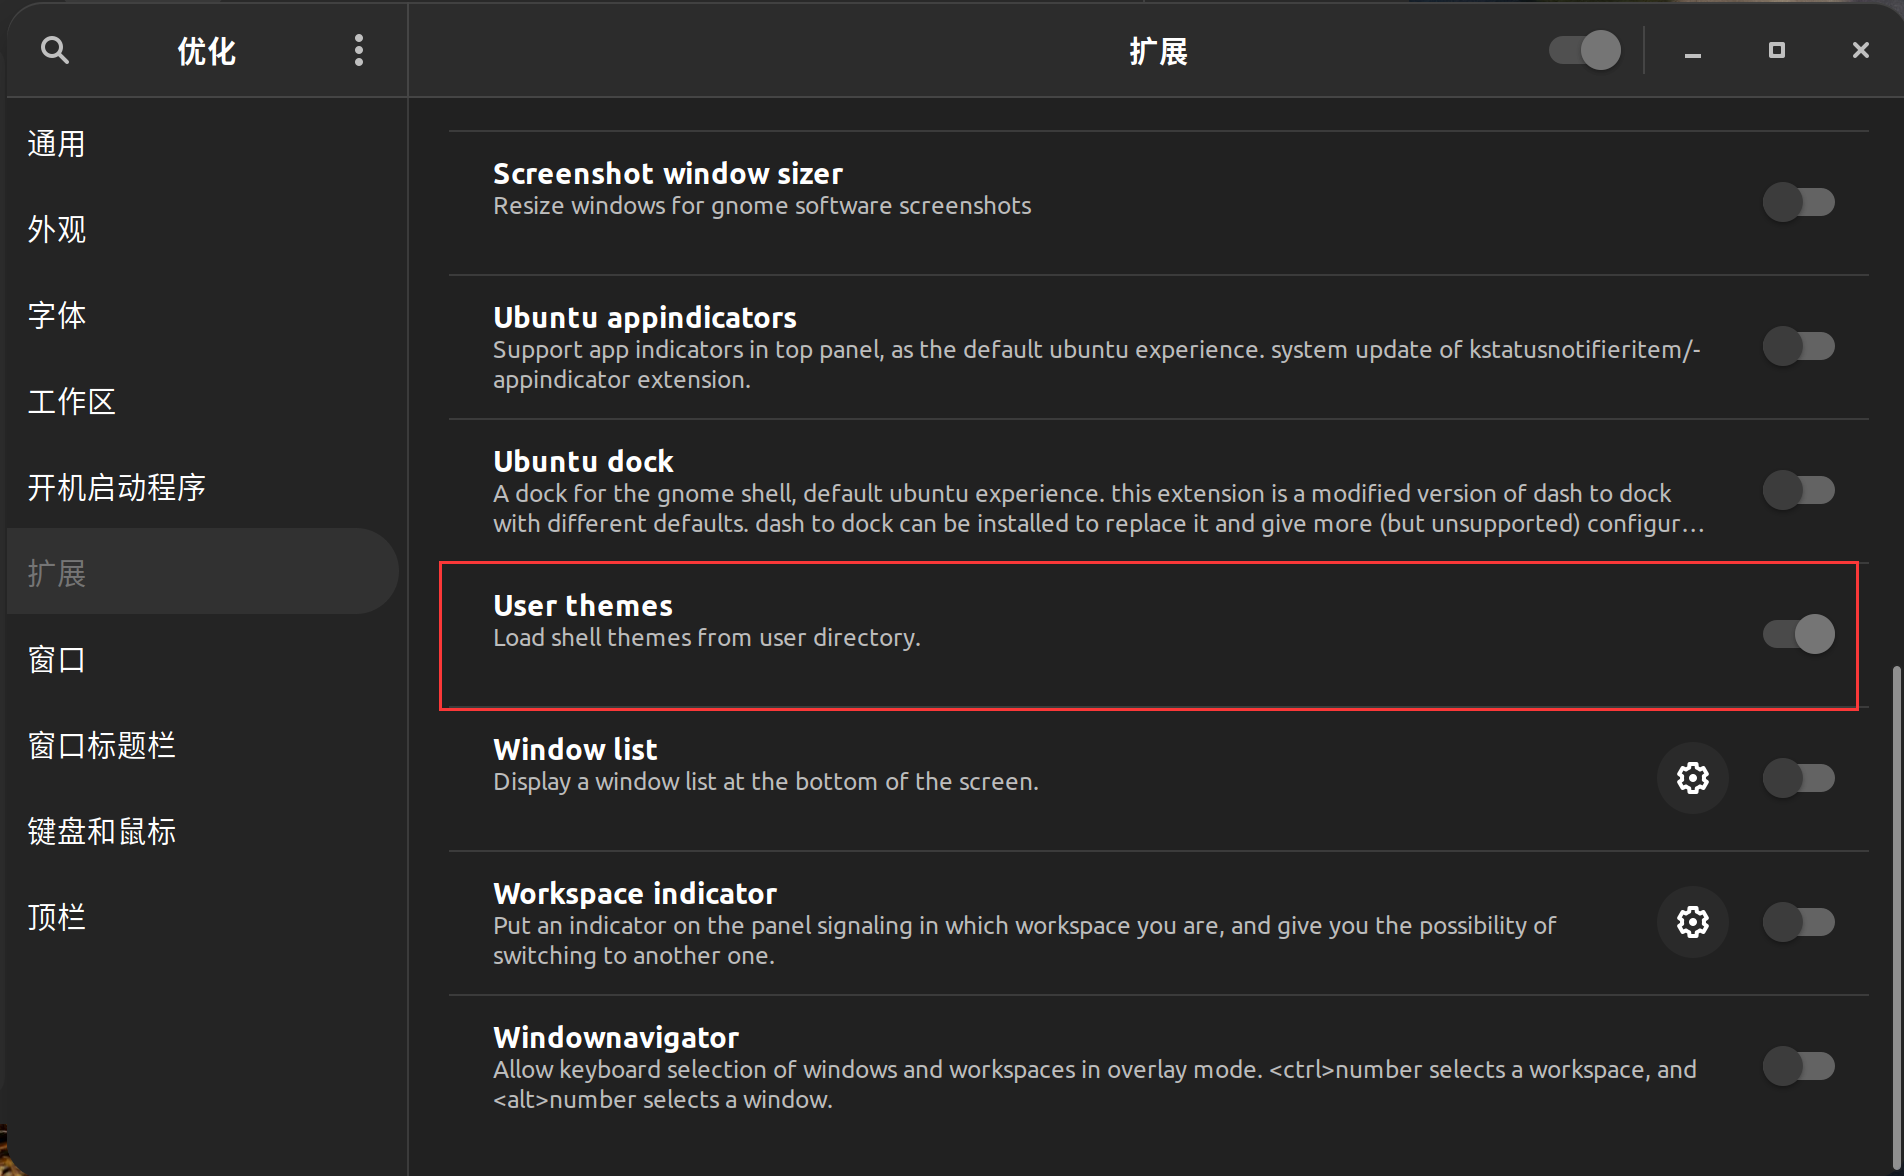 优化
扩展
通用
外观
字体
工作区
开机启动程序
扩展
窗口
窗口标题栏
键盘和鼠标
顶栏
Screenshot window sizer
Resize windows for gnome software screenshots
Ubuntu appindicators
Support app indicators in top panel, as the default ubuntu experience. system update of kstatusnotifieritem/-
appindicator extension.
Ubuntu dock
A dock for the gnome shell, default ubuntu experience. this extension is a modified version of dash to dock
with different defaults. dash to dock can be installed to replace it and give more (but unsupported) configur…
User themes
Load shell themes from user directory.
Window list
Display a window list at the bottom of the screen.
Workspace indicator
Put an indicator on the panel signaling in which workspace you are, and give you the possibility of
switching to another one.
Windownavigator
Allow keyboard selection of windows and workspaces in overlay mode. <ctrl>number selects a workspace, and
<alt>number selects a window.